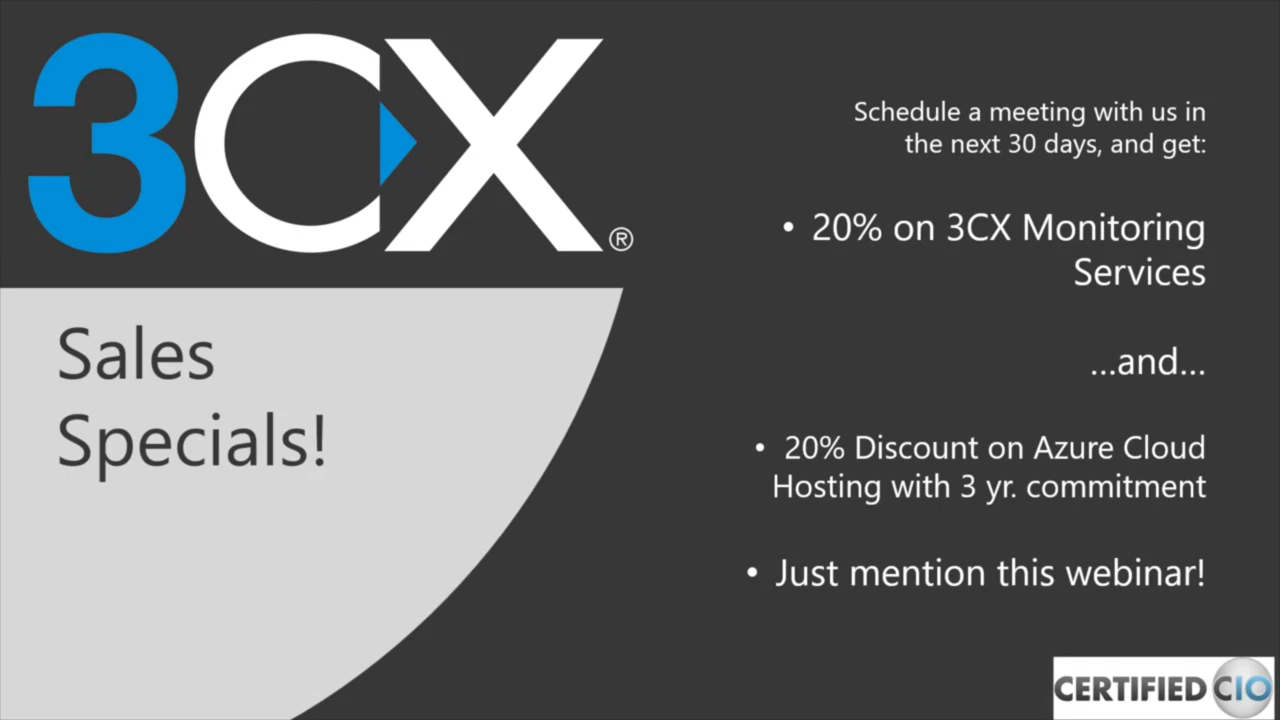 3CX®
Sales
Specials!
Schedule a meeting with us in
the next 30 days, and get:
• 20% on 3CX Monitoring
Services
...and...
• 20% Discount on Azure Cloud
Hosting with 3 yr. commitment
• Just mention this webinar!
CERTIFIED CIO